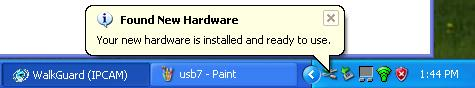 Found New Hardware
Your new hardware is installed and ready to use.
WalkGuard (IPCAM)
usb7 - Paint
1:44 PM